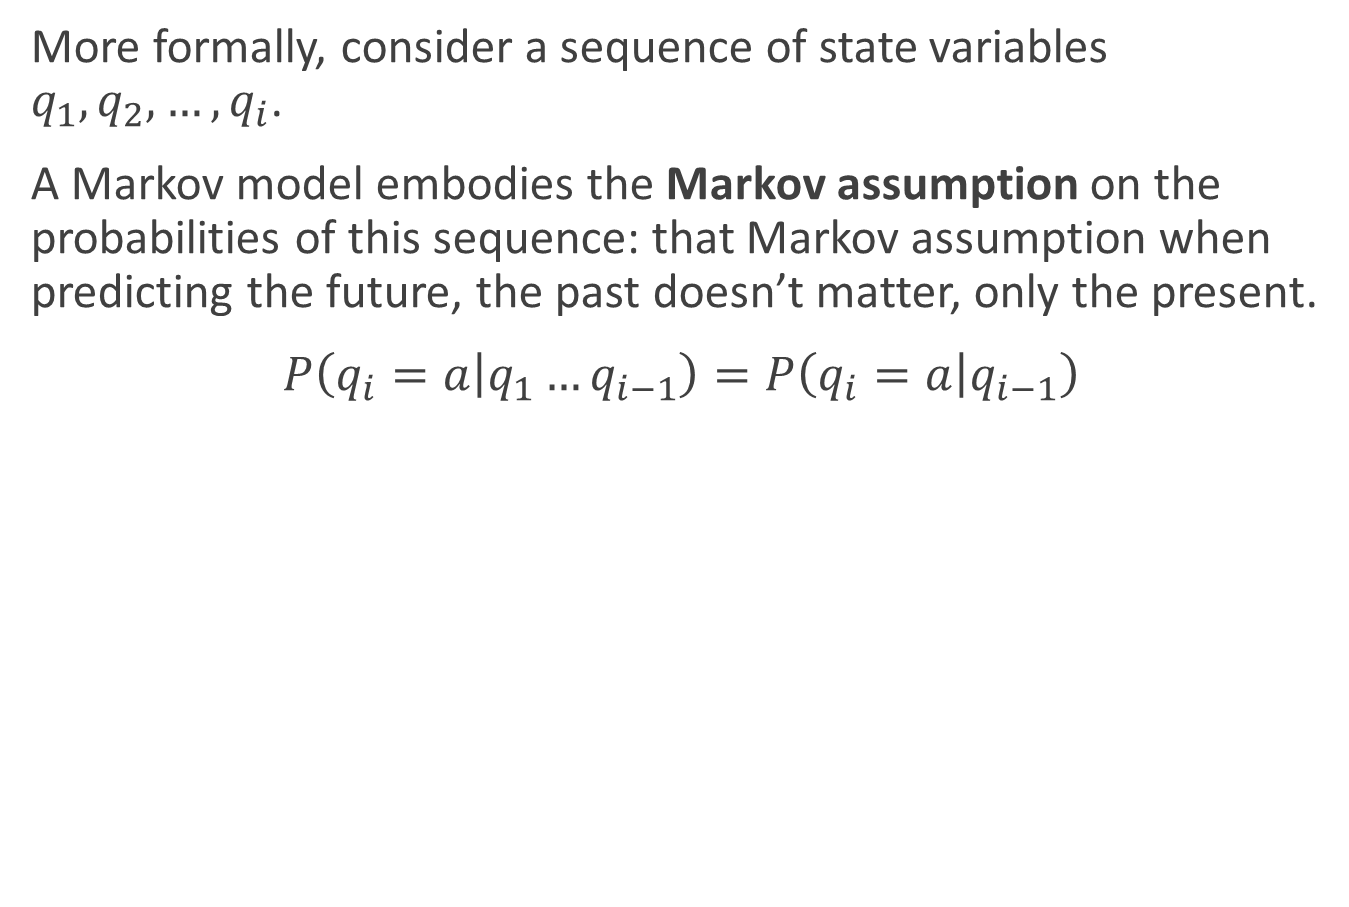 More formally, consider a sequence of state variables
𝑞₁, 𝑞₂, … , 𝑞ᵢ.
A Markov model embodies the Markov assumption on the
probabilities of this sequence: that Markov assumption when
predicting the future, the past doesn’t matter, only the present.
𝑃(𝑞ᵢ = 𝑎|𝑞₁ … 𝑞ᵢ₋₁) = 𝑃(𝑞ᵢ = 𝑎|𝑞ᵢ₋₁)